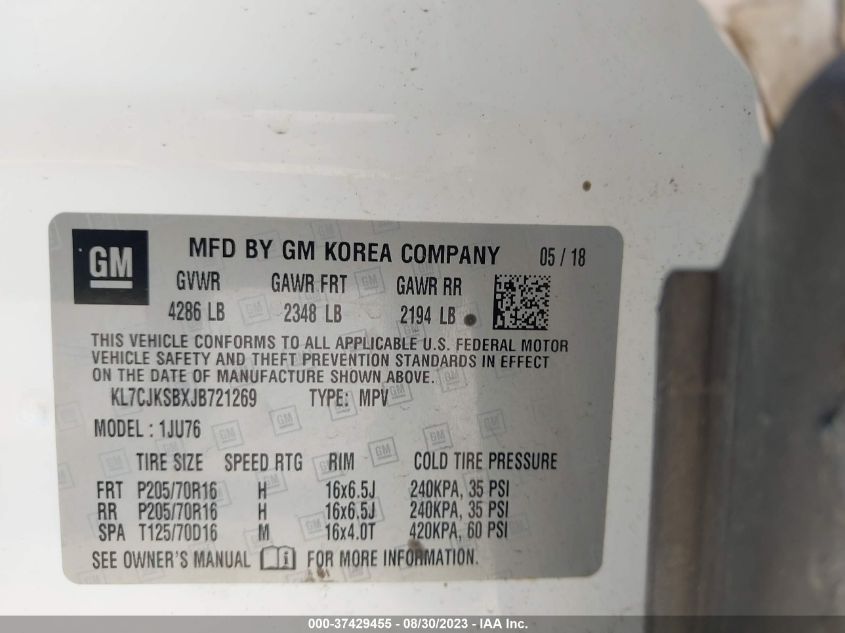 GM
MFD BY GM KOREA COMPANY 05 / 18
GVWR GAWR FRT GAWR RR
4286 LB 2348 LB 2194 LB
THIS VEHICLE CONFORMS TO ALL APPLICABLE U.S. FEDERAL MOTOR
VEHICLE SAFETY AND THEFT PREVENTION STANDARDS IN EFFECT
ON THE DATE OF MANUFACTURE SHOWN ABOVE.
KL7CJKSBXJB721269 TYPE: MPV
MODEL : 1JU76
TIRE SIZE SPEED RTG RIM COLD TIRE PRESSURE
FRT P205/70R16 H 16x6.5J 240KPA, 35 PSI
RR P205/70R16 H 16x6.5J 240KPA, 35 PSI
SPA T125/70D16 M 16x4.0T 420KPA, 60 PSI
SEE OWNER'S MANUAL i FOR MORE INFORMATION.
000-37429455 - 08/30/2023 - IAA Inc.